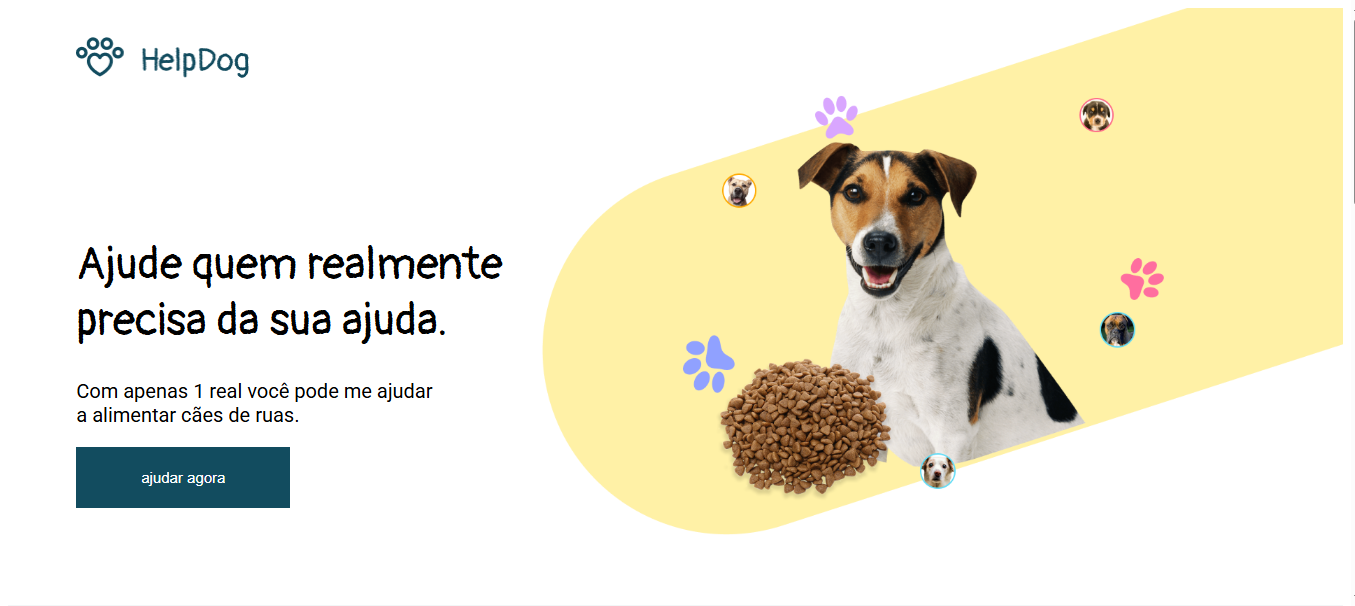 HelpDog
Ajude quem realmente
precisa da sua ajuda.
Com apenas 1 real você pode me ajudar
a alimentar cães de ruas.
ajudar agora